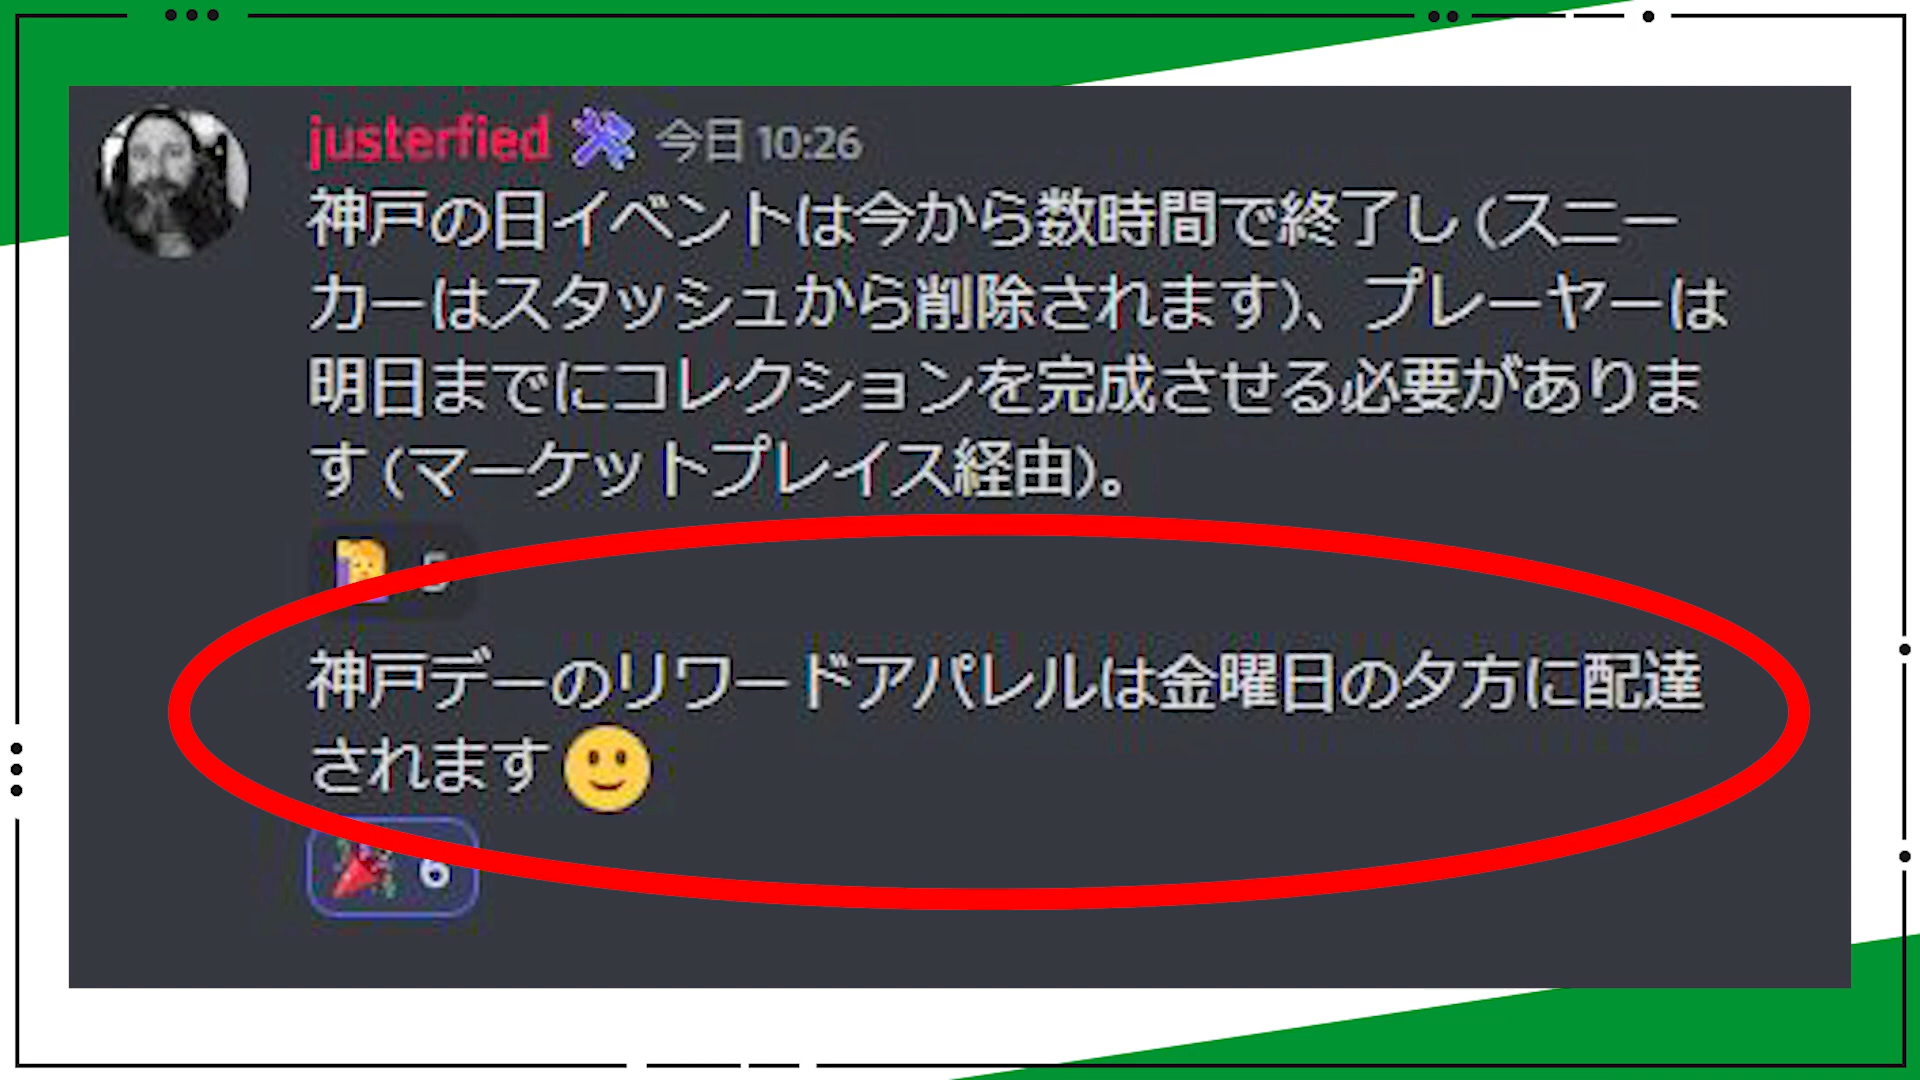 justerfied 今日 10:26
神戸の日イベントは今から数時間で終了し (スニー
カーはスタッシュから削除されます)、プレーヤーは
明日までにコレクションを完成させる必要がありま
す (マーケットプレイス経由)。
5
神戸デーのリワードアパレルは金曜日の夕方に配達
されます
6